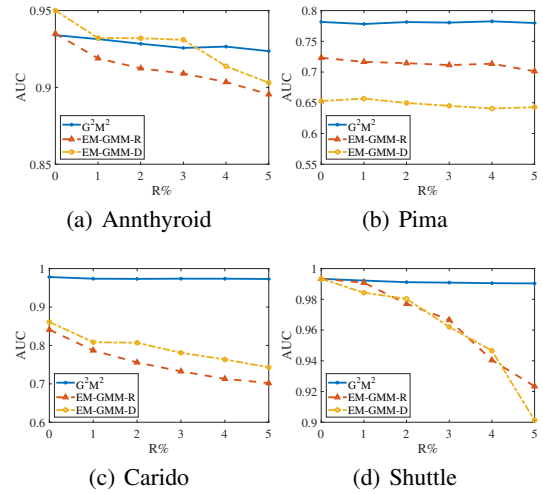 0.95
0.9
0.85
AUC
G²M²
EM-GMM-R
EM-GMM-D
0 1 2 3 4 5
R%
(a) Annthyroid
0.8
0.75
0.7
0.65
0.6
0.55
AUC
G²M²
EM-GMM-R
EM-GMM-D
0 1 2 3 4 5
R%
(b) Pima
1
0.9
0.8
0.7
0.6
AUC
G²M²
EM-GMM-R
EM-GMM-D
0 1 2 3 4 5
R%
(c) Carido
1
0.98
0.96
0.94
0.92
0.9
AUC
G²M²
EM-GMM-R
EM-GMM-D
0 1 2 3 4 5
R%
(d) Shuttle